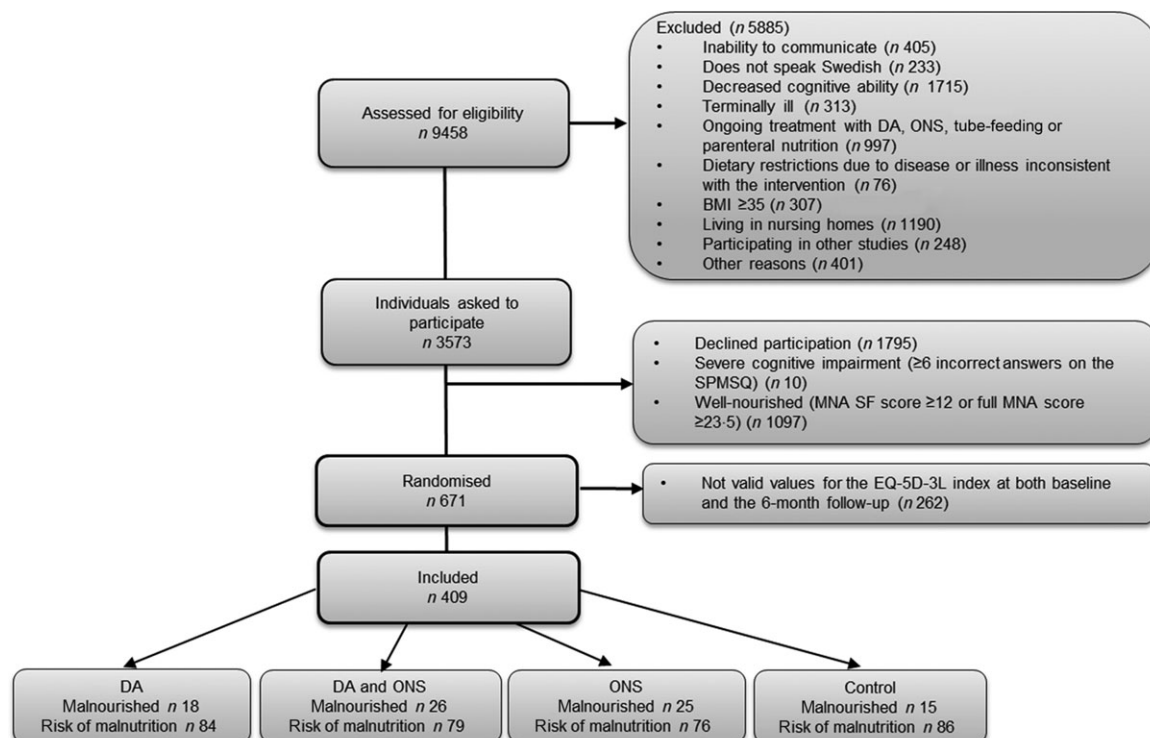 Excluded (n 5885)
• Inability to communicate (n 405)
• Does not speak Swedish (n 233)
• Decreased cognitive ability (n 1715)
• Terminally ill (n 313)
• Ongoing treatment with DA, ONS, tube-feeding or
parenteral nutrition (n 997)
• Dietary restrictions due to disease or illness inconsistent
with the intervention (n 76)
• BMI ≥35 (n 307)
• Living in nursing homes (n 1190)
• Participating in other studies (n 248)
• Other reasons (n 401)
Assessed for eligibility
n 9458
Individuals asked to
participate
n 3573
• Declined participation (n 1795)
• Severe cognitive impairment (≥6 incorrect answers on the
SPMSQ) (n 10)
• Well-nourished (MNA SF score ≥12 or full MNA score
≥23·5) (n 1097)
Randomised
n 671
• Not valid values for the EQ-5D-3L index at both baseline
and the 6-month follow-up (n 262)
Included
n 409
DA
Malnourished n 18
Risk of malnutrition n 84
DA and ONS
Malnourished n 26
Risk of malnutrition n 79
ONS
Malnourished n 25
Risk of malnutrition n 76
Control
Malnourished n 15
Risk of malnutrition n 86